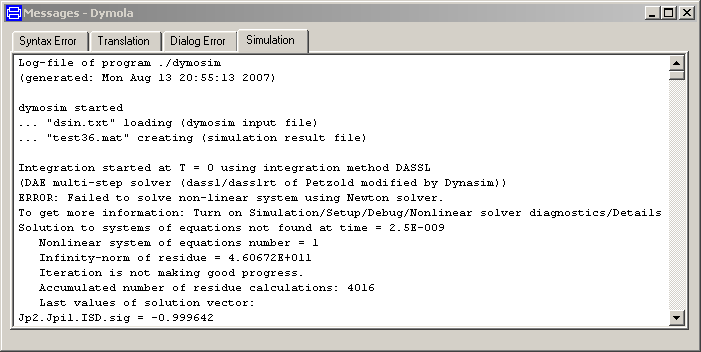 Messages - Dymola
Syntax Error Translation Dialog Error Simulation
Log-file of program ./dymosim
(generated: Mon Aug 13 20:55:13 2007)
dymosim started
... "dsin.txt" loading (dymosim input file)
... "test36.mat" creating (simulation result file)
Integration started at T = 0 using integration method DASSL
(DAE multi-step solver (dassl/dasslrt of Petzold modified by Dynasim))
ERROR: Failed to solve non-linear system using Newton solver.
To get more information: Turn on Simulation/Setup/Debug/Nonlinear solver diagnostics/Details
Solution to systems of equations not found at time = 2.5E-009
Nonlinear system of equations number = 1
Infinity-norm of residue = 4.60672E+011
Iteration is not making good progress.
Accumulated number of residue calculations: 4016
Last values of solution vector:
Jp2.Jpi1.ISD.sig = -0.999642